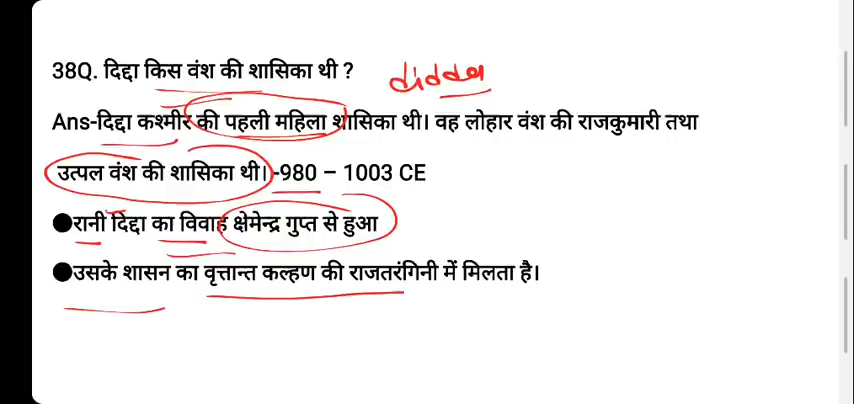 38Q. दिद्दा किस वंश की शासिका थी ? didda
Ans-दिद्दा कश्मीर की पहली महिला शासिका थी। वह लोहार वंश की राजकुमारी तथा
उत्पल वंश की शासिका थी।-980 – 1003 CE
●रानी दिद्दा का विवाह क्षेमेन्द्र गुप्त से हुआ
●उसके शासन का वृत्तान्त कल्हण की राजतरंगिनी में मिलता है।